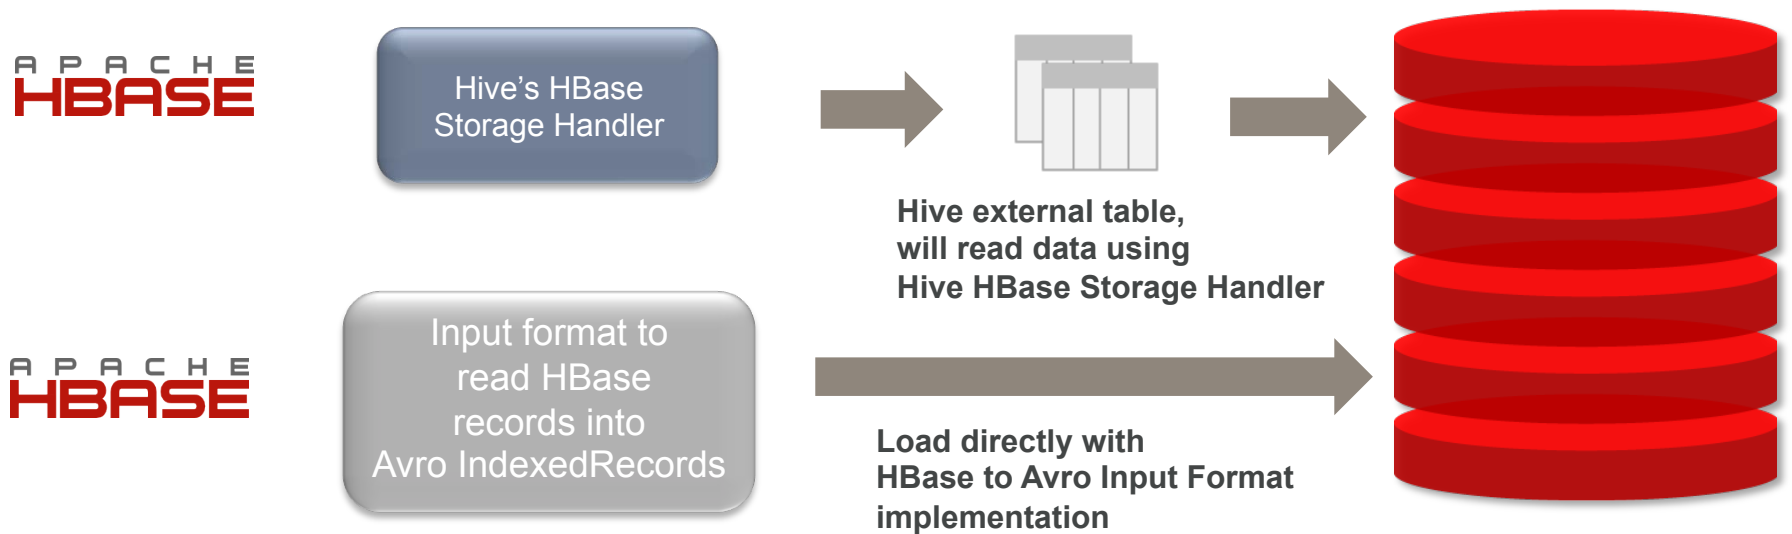 APACHE
HBASE
Hive’s HBase
Storage Handler
Hive external table,
will read data using
Hive HBase Storage Handler
APACHE
HBASE
Input format to
read HBase
records into
Avro IndexedRecords
Load directly with
HBase to Avro Input Format
implementation